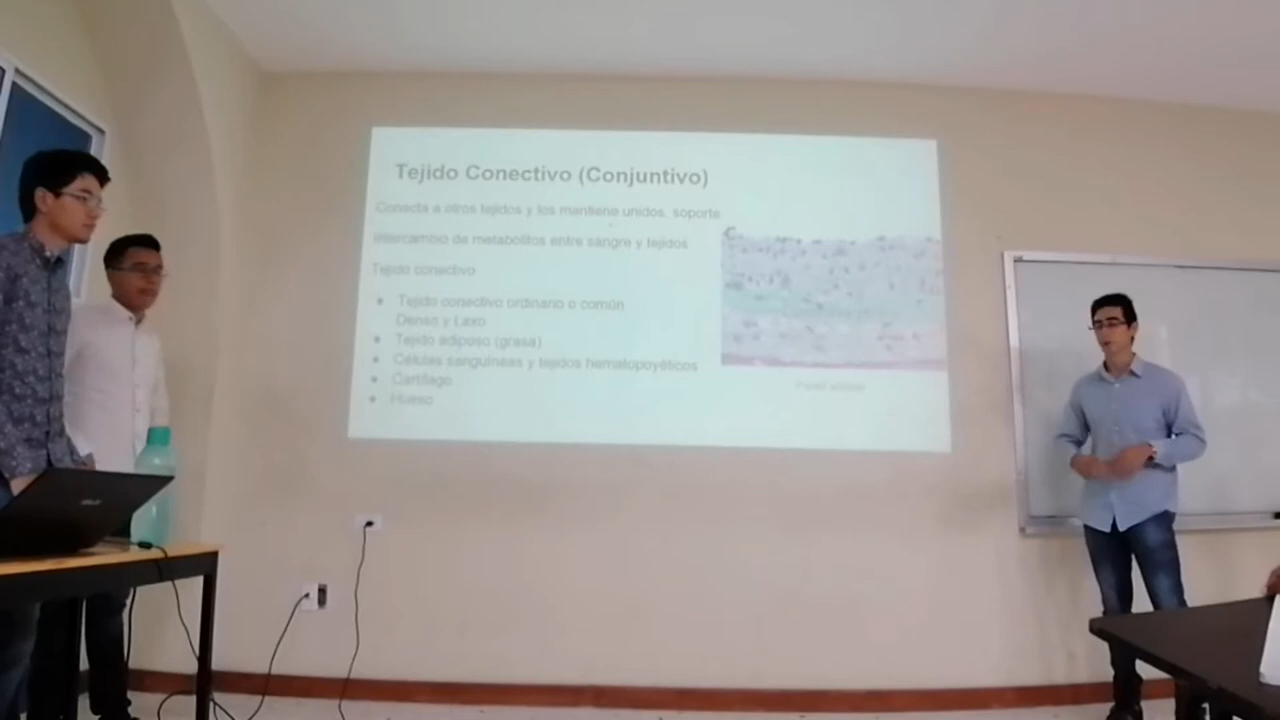 Tejido Conectivo (Conjuntivo)
Conecta a otros tejidos y los mantiene unidos, soporte
Intercambio de metabolitos entre sangre y tejidos
Tejido conectivo
● Tejido conectivo ordinario o común
Denso y Laxo
● Tejido adiposo (grasa)
● Células sanguíneas y tejidos hematopoyéticos
● Cartílago
● Hueso
C